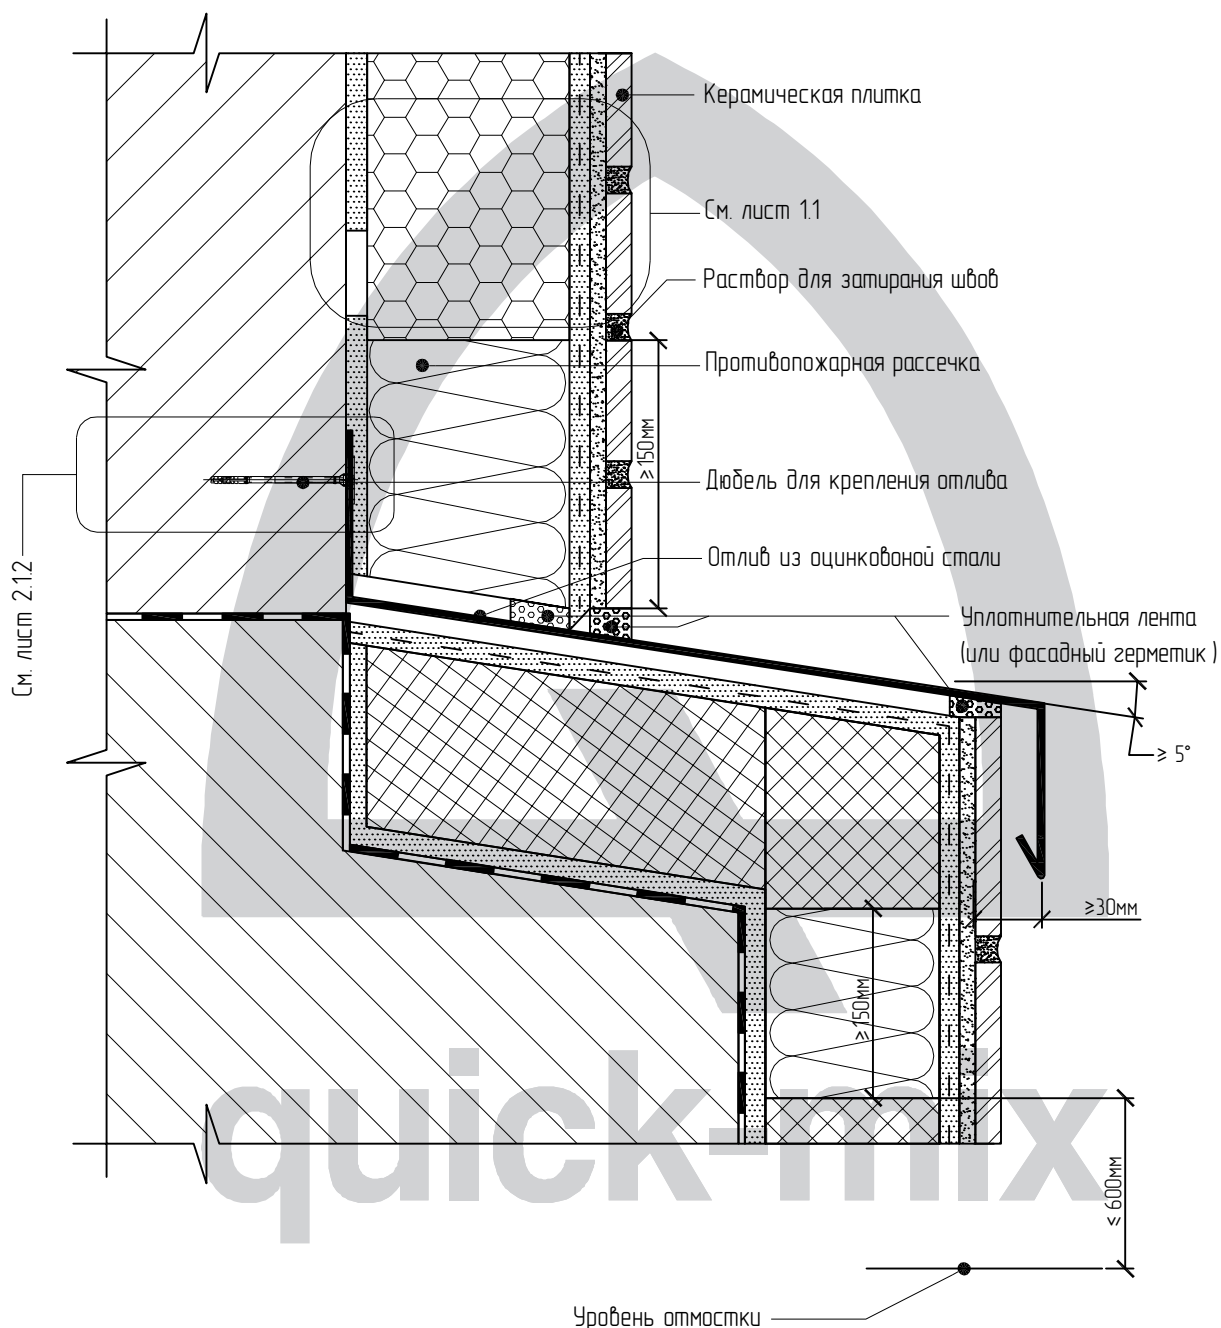 Керамическая плитка
См. лист 1.1
Раствор для затирания швов
Противопожарная рассечка
≥150мм
Дюбель для крепления отлива
Отлив из оцинковоной стали
См. лист 2.1.2
Уплотнительная лента
(или фасадный герметик)
≥ 5°
≥30мм
≥150мм
quick-mix
≤ 600мм
Уровень отмостки